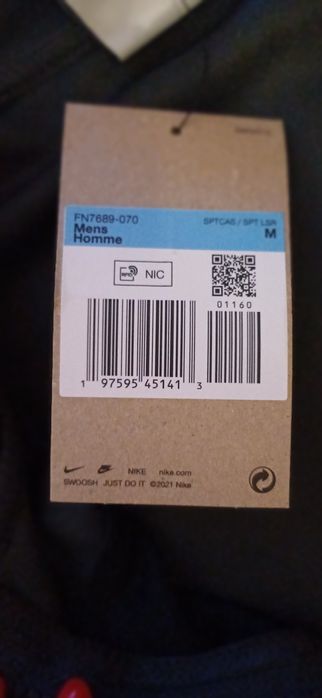 FN7689-070
Mens
Homme
SPTCAS / SPT LSR
M
RFID
NIC
01160
1 97595 45141 3
NIKE nike.com
SWOOSH JUST DO IT ©2021 Nike